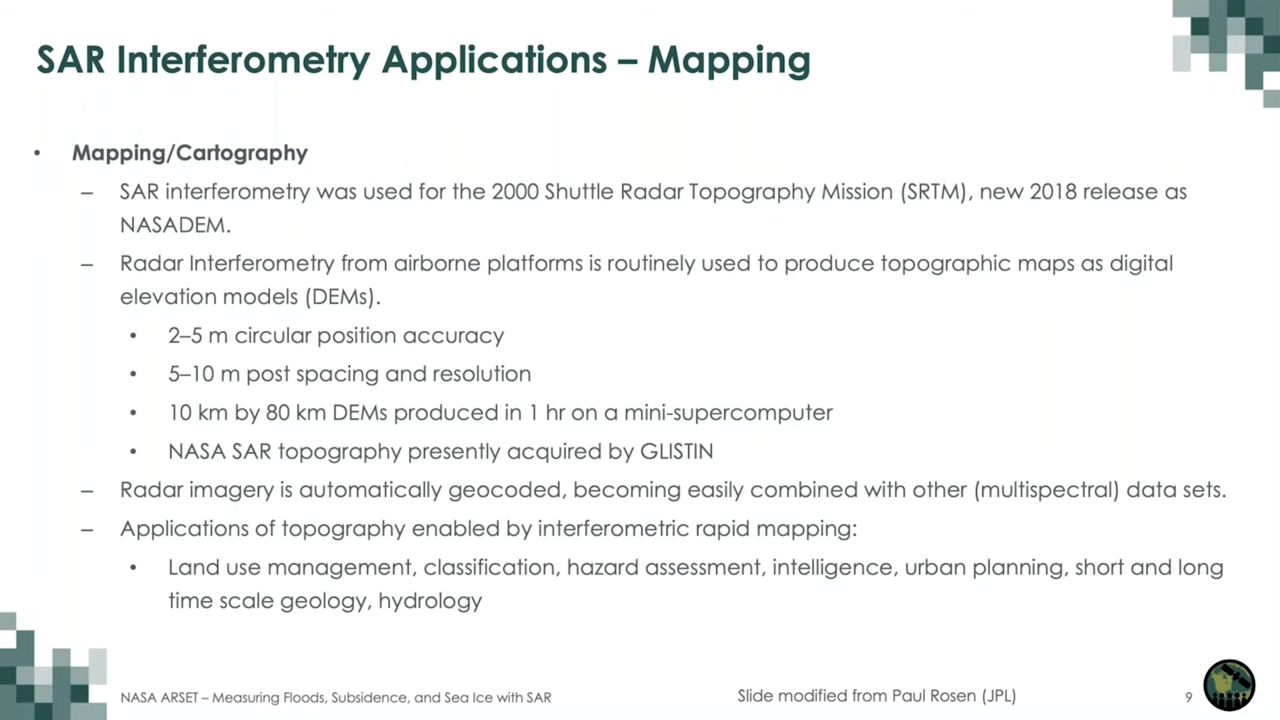 SAR Interferometry Applications – Mapping
• Mapping/Cartography
– SAR interferometry was used for the 2000 Shuttle Radar Topography Mission (SRTM), new 2018 release as
NASADEM.
– Radar Interferometry from airborne platforms is routinely used to produce topographic maps as digital
elevation models (DEMs).
• 2–5 m circular position accuracy
• 5–10 m post spacing and resolution
• 10 km by 80 km DEMs produced in 1 hr on a mini-supercomputer
• NASA SAR topography presently acquired by GLISTIN
– Radar imagery is automatically geocoded, becoming easily combined with other (multispectral) data sets.
– Applications of topography enabled by interferometric rapid mapping:
• Land use management, classification, hazard assessment, intelligence, urban planning, short and long
time scale geology, hydrology
NASA ARSET – Measuring Floods, Subsidence, and Sea Ice with SAR
Slide modified from Paul Rosen (JPL)
9